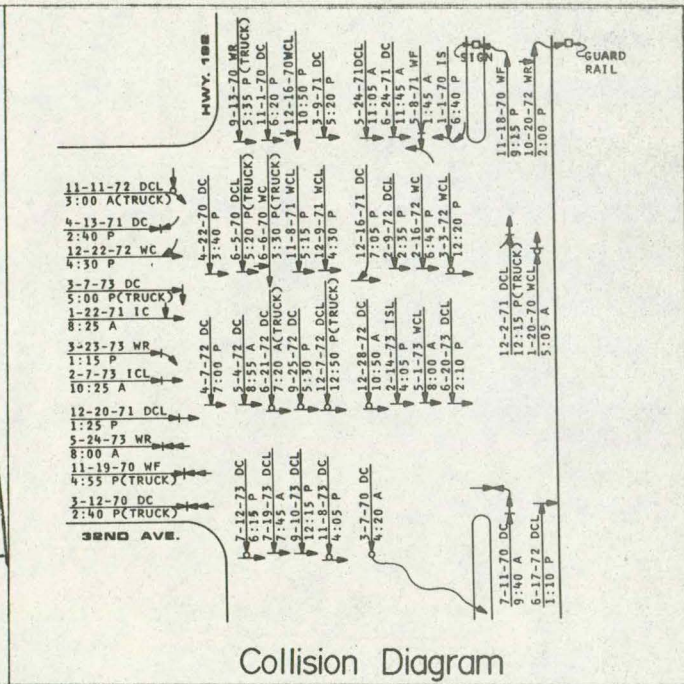 HWY. 192
9-13-70 WR
5:35 P(TRUCK)
11-1-70 DC
6:20 P
12-16-70WCL
10:50 P
3-9-71 DC
5:20 P
5-24-71DCL
11:05 A
6-24-71 DC
11:45 A
5-8-71 WF
1:45 A
1-1-70 IS
6:40 P
SIGN
11-18-70 WF
9:15 P
10-20-72 WR
2:00 P
GUARD
RAIL
11-11-72 DCL
3:00 A(TRUCK)
4-13-71 DC
2:40 P
12-22-72 WC
4:30 P
3-7-73 DC
5:00 P(TRUCK)
1-22-71 IC
8:25 A
3-23-73 WR
1:15 P
2-7-73 ICL
10:25 A
12-20-71 DCL
1:25 P
5-24-73 WR
8:00 A
11-19-70 WF
4:55 P(TRUCK)
3-12-70 DC
2:40 P(TRUCK)
32ND AVE.
4-22-70 DC
3:40 P
6-5-70 DCL
5:20 P(TRUCK)
6-6-70 WC
3:30 P(TRUCK)
11-8-71 WCL
5:15 P
12-9-71 WCL
4:30 P
12-16-71 DC
7:05 P
2-9-72 DCL
2:35 P
2-16-72 WC
6:45 P
3-3-72 WCL
12:20 P
12-2-71 DCL
12:15 P(TRUCK)
1-20-70 WCL
5:05 A
4-7-72 DC
7:00 P
5-4-72 DC
8:55 A
6-21-72 DC
7:20 A(TRUCK)
9-25-72 DC
5:30 P
12-7-72 DCL
12:50 P(TRUCK)
12-28-72 DC
10:50 A
2-14-73 ISL
4:05 P
5-1-73 WCL
8:00 A
6-20-73 DCL
2:10 P
7-12-73 DC
6:15 P
7-19-73 DCL
7:45 A
9-10-73 DCL
12:15 P
11-8-73 DC
4:05 P
3-7-70 DC
4:20 A
7-11-70 DC
9:40 A
6-17-72 DCL
1:10 P
Collision Diagram